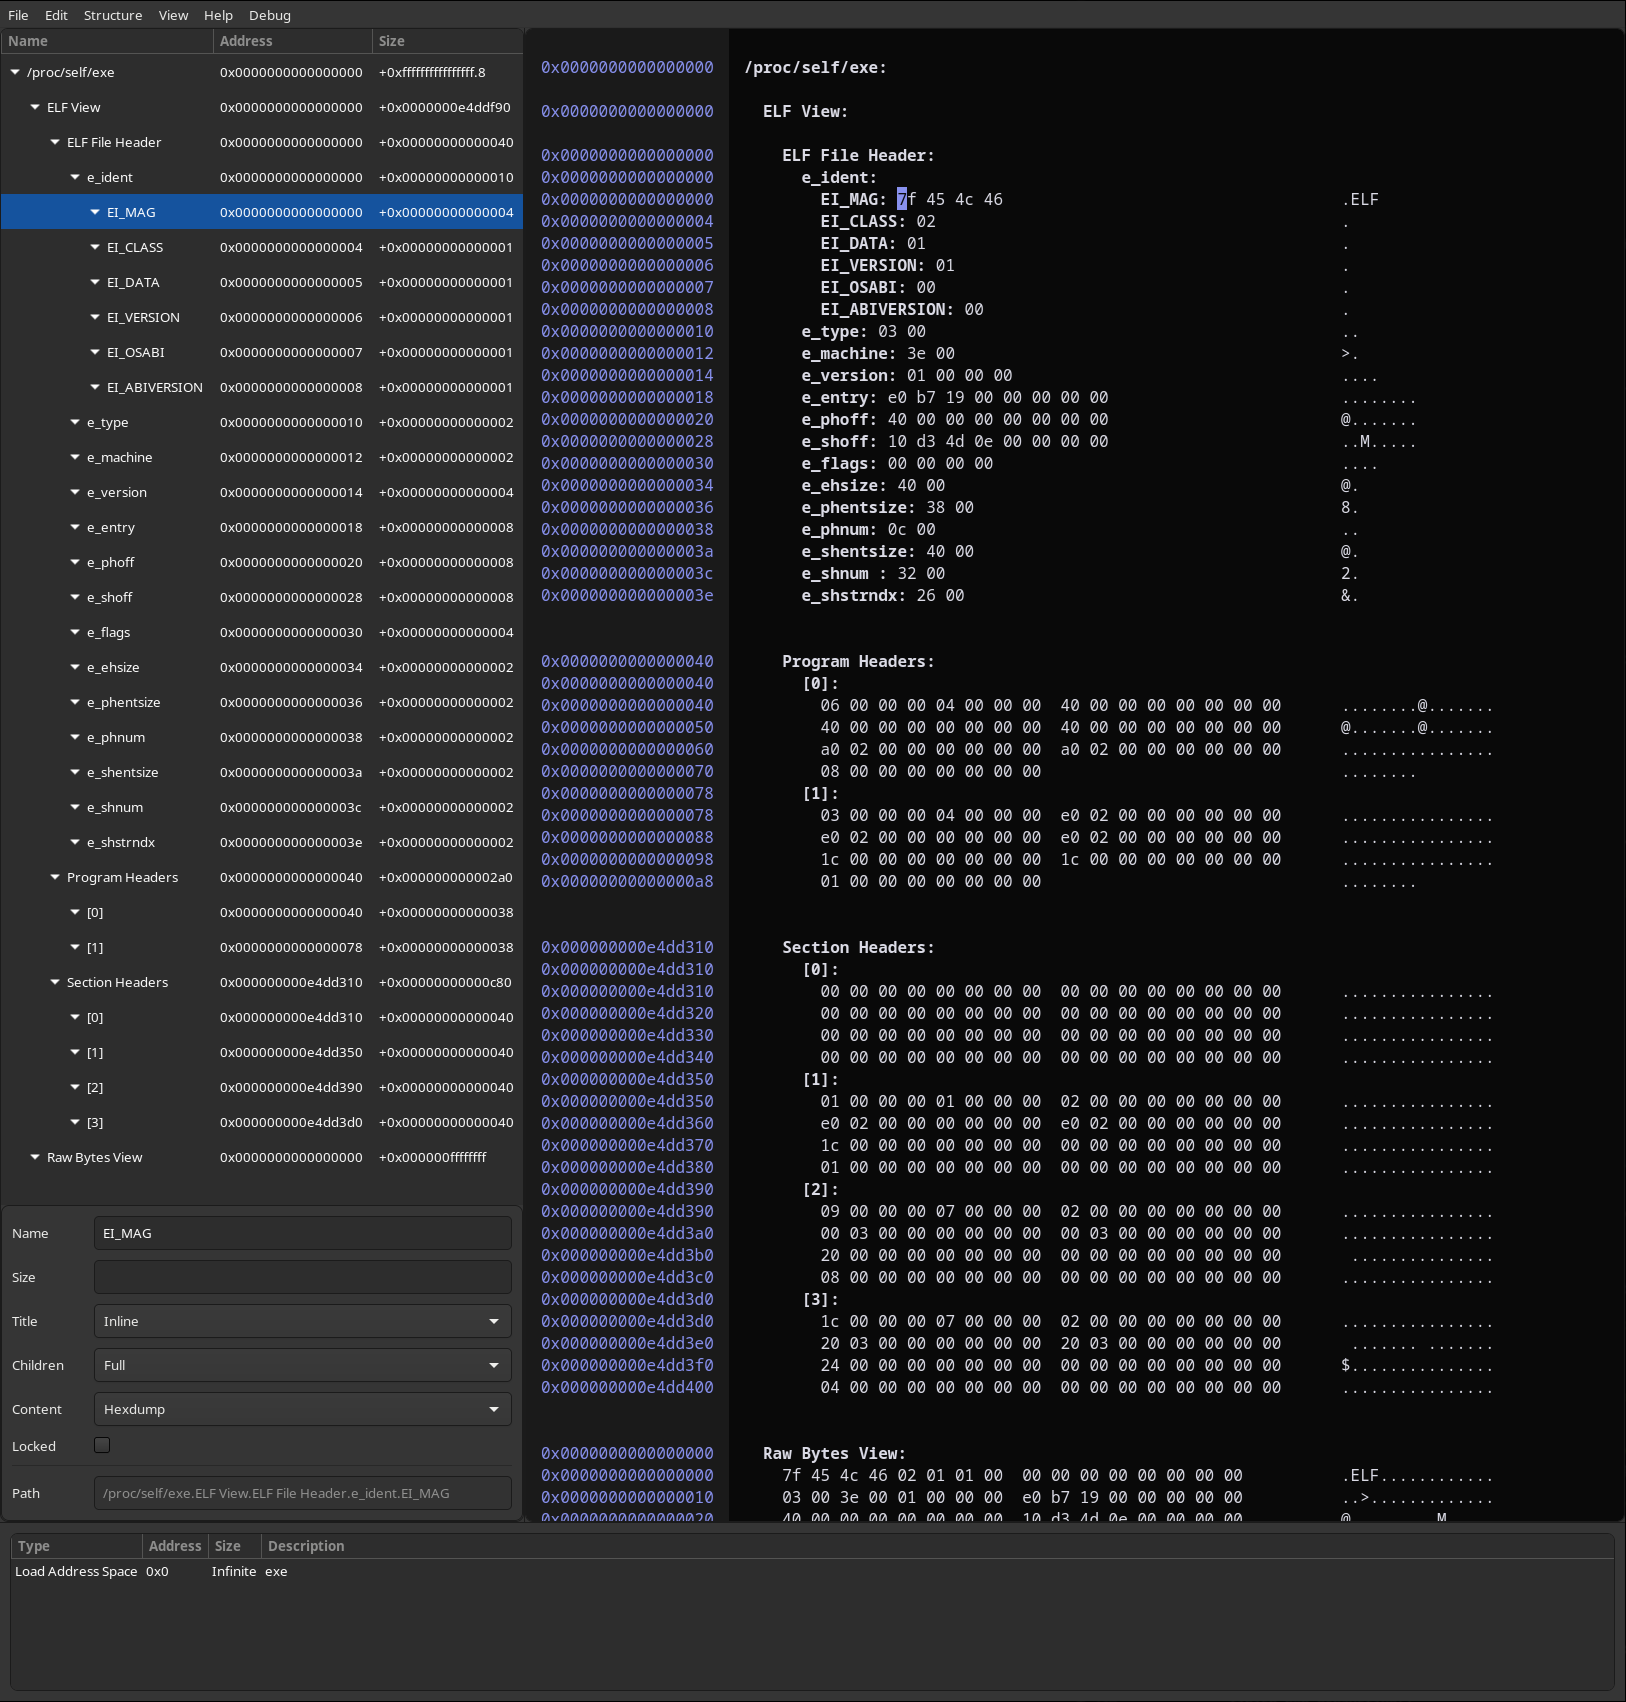 File Edit Structure View Help Debug
Name Address Size
/proc/self/exe 0x0000000000000000 +0xffffffffffffffff.8
ELF View 0x0000000000000000 +0x0000000e4ddf90
ELF File Header 0x0000000000000000 +0x00000000000040
e_ident 0x0000000000000000 +0x00000000000010
EI_MAG 0x0000000000000000 +0x00000000000004
EI_CLASS 0x0000000000000004 +0x00000000000001
EI_DATA 0x0000000000000005 +0x00000000000001
EI_VERSION 0x0000000000000006 +0x00000000000001
EI_OSABI 0x0000000000000007 +0x00000000000001
EI_ABIVERSION 0x0000000000000008 +0x00000000000001
e_type 0x0000000000000010 +0x00000000000002
e_machine 0x0000000000000012 +0x00000000000002
e_version 0x0000000000000014 +0x00000000000004
e_entry 0x0000000000000018 +0x00000000000008
e_phoff 0x0000000000000020 +0x00000000000008
e_shoff 0x0000000000000028 +0x00000000000008
e_flags 0x0000000000000030 +0x00000000000004
e_ehsize 0x0000000000000034 +0x00000000000002
e_phentsize 0x0000000000000036 +0x00000000000002
e_phnum 0x0000000000000038 +0x00000000000002
e_shentsize 0x000000000000003a +0x00000000000002
e_shnum 0x000000000000003c +0x00000000000002
e_shstrndx 0x000000000000003e +0x00000000000002
Program Headers 0x0000000000000040 +0x000000000002a0
[0] 0x0000000000000040 +0x00000000000038
[1] 0x0000000000000078 +0x00000000000038
Section Headers 0x000000000e4dd310 +0x00000000000c80
[0] 0x000000000e4dd310 +0x00000000000040
[1] 0x000000000e4dd350 +0x00000000000040
[2] 0x000000000e4dd390 +0x00000000000040
[3] 0x000000000e4dd3d0 +0x00000000000040
Raw Bytes View 0x0000000000000000 +0x000000ffffffff
Name EI_MAG
Size
Title Inline
Children Full
Content Hexdump
Locked
Path /proc/self/exe.ELF View.ELF File Header.e_ident.EI_MAG
0x0000000000000000 /proc/self/exe:
0x0000000000000000 ELF View:
0x0000000000000000 ELF File Header:
0x0000000000000000 e_ident:
0x0000000000000000 EI_MAG: 7f 45 4c 46 .ELF
0x0000000000000004 EI_CLASS: 02 .
0x0000000000000005 EI_DATA: 01 .
0x0000000000000006 EI_VERSION: 01 .
0x0000000000000007 EI_OSABI: 00 .
0x0000000000000008 EI_ABIVERSION: 00 .
0x0000000000000010 e_type: 03 00 ..
0x0000000000000012 e_machine: 3e 00 >.
0x0000000000000014 e_version: 01 00 00 00 ....
0x0000000000000018 e_entry: e0 b7 19 00 00 00 00 00 ........
0x0000000000000020 e_phoff: 40 00 00 00 00 00 00 00 @.......
0x0000000000000028 e_shoff: 10 d3 4d 0e 00 00 00 00 ..M.....
0x0000000000000030 e_flags: 00 00 00 00 ....
0x0000000000000034 e_ehsize: 40 00 @.
0x0000000000000036 e_phentsize: 38 00 8.
0x0000000000000038 e_phnum: 0c 00 ..
0x000000000000003a e_shentsize: 40 00 @.
0x000000000000003c e_shnum : 32 00 2.
0x000000000000003e e_shstrndx: 26 00 &.
0x0000000000000040 Program Headers:
0x0000000000000040 [0]:
0x0000000000000040 06 00 00 00 04 00 00 00 40 00 00 00 00 00 00 00 ........@.......
0x0000000000000050 40 00 00 00 00 00 00 00 40 00 00 00 00 00 00 00 @.......@.......
0x0000000000000060 a0 02 00 00 00 00 00 00 a0 02 00 00 00 00 00 00 ................
0x0000000000000070 08 00 00 00 00 00 00 00 ........
0x0000000000000078 [1]:
0x0000000000000078 03 00 00 00 04 00 00 00 e0 02 00 00 00 00 00 00 ................
0x0000000000000088 e0 02 00 00 00 00 00 00 e0 02 00 00 00 00 00 00 ................
0x0000000000000098 1c 00 00 00 00 00 00 00 1c 00 00 00 00 00 00 00 ................
0x00000000000000a8 01 00 00 00 00 00 00 00 ........
0x000000000e4dd310 Section Headers:
0x000000000e4dd310 [0]:
0x000000000e4dd310 00 00 00 00 00 00 00 00 00 00 00 00 00 00 00 00 ................
0x000000000e4dd320 00 00 00 00 00 00 00 00 00 00 00 00 00 00 00 00 ................
0x000000000e4dd330 00 00 00 00 00 00 00 00 00 00 00 00 00 00 00 00 ................
0x000000000e4dd340 00 00 00 00 00 00 00 00 00 00 00 00 00 00 00 00 ................
0x000000000e4dd350 [1]:
0x000000000e4dd350 01 00 00 00 01 00 00 00 02 00 00 00 00 00 00 00 ................
0x000000000e4dd360 e0 02 00 00 00 00 00 00 e0 02 00 00 00 00 00 00 ................
0x000000000e4dd370 1c 00 00 00 00 00 00 00 00 00 00 00 00 00 00 00 ................
0x000000000e4dd380 01 00 00 00 00 00 00 00 00 00 00 00 00 00 00 00 ................
0x000000000e4dd390 [2]:
0x000000000e4dd390 09 00 00 00 07 00 00 00 02 00 00 00 00 00 00 00 ................
0x000000000e4dd3a0 00 03 00 00 00 00 00 00 00 03 00 00 00 00 00 00 ................
0x000000000e4dd3b0 20 00 00 00 00 00 00 00 00 00 00 00 00 00 00 00 ...............
0x000000000e4dd3c0 08 00 00 00 00 00 00 00 00 00 00 00 00 00 00 00 ................
0x000000000e4dd3d0 [3]:
0x000000000e4dd3d0 1c 00 00 00 07 00 00 00 02 00 00 00 00 00 00 00 ................
0x000000000e4dd3e0 20 03 00 00 00 00 00 00 20 03 00 00 00 00 00 00 ....... .......
0x000000000e4dd3f0 24 00 00 00 00 00 00 00 00 00 00 00 00 00 00 00 $...............
0x000000000e4dd400 04 00 00 00 00 00 00 00 00 00 00 00 00 00 00 00 ................
0x0000000000000000 Raw Bytes View:
0x0000000000000000 7f 45 4c 46 02 01 01 00 00 00 00 00 00 00 00 00 .ELF............
0x0000000000000010 03 00 3e 00 01 00 00 00 e0 b7 19 00 00 00 00 00 ..>.............
0x0000000000000020 40 00 00 00 00 00 00 00 10 d3 4d 0e 00 00 00 00 @.........M.....
Type Address Size Description
Load Address Space 0x0 Infinite exe